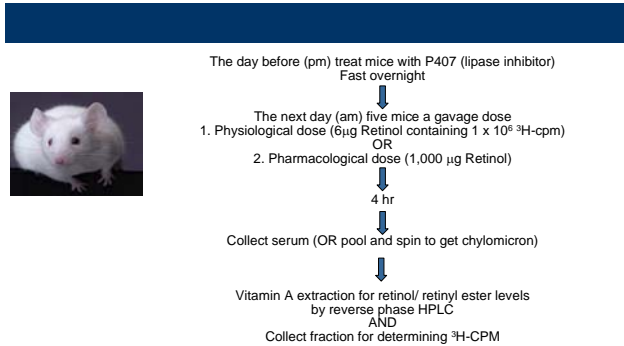 The day before (pm) treat mice with P407 (lipase inhibitor)
Fast overnight
The next day (am) five mice a gavage dose
1. Physiological dose (6μg Retinol containing 1 x 10⁶ ³H-cpm)
OR
2. Pharmacological dose (1,000 μg Retinol)
4 hr
Collect serum (OR pool and spin to get chylomicron)
Vitamin A extraction for retinol/ retinyl ester levels
by reverse phase HPLC
AND
Collect fraction for determining ³H-CPM